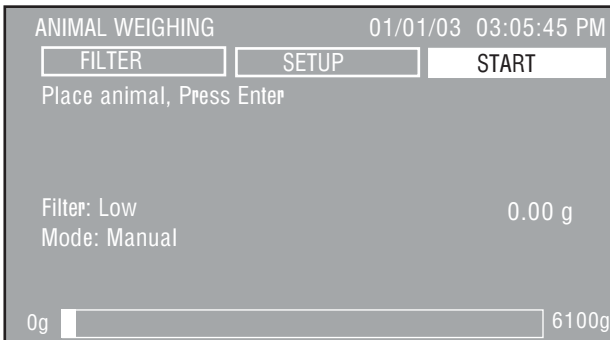 ANIMAL WEIGHING 01/01/03 03:05:45 PM
FILTER SETUP START
Place animal, Press Enter
Filter: Low 0.00 g
Mode: Manual
0g 6100g